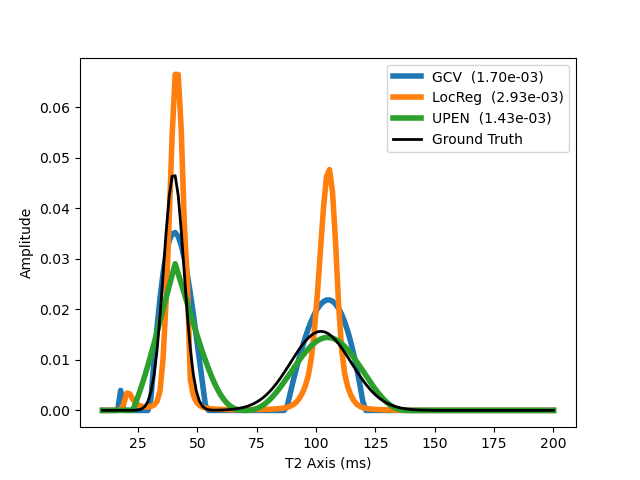 GCV (1.70e-03)
LocReg (2.93e-03)
UPEN (1.43e-03)
Ground Truth
Amplitude
0.06
0.05
0.04
0.03
0.02
0.01
0.00
25 50 75 100 125 150 175 200
T2 Axis (ms)